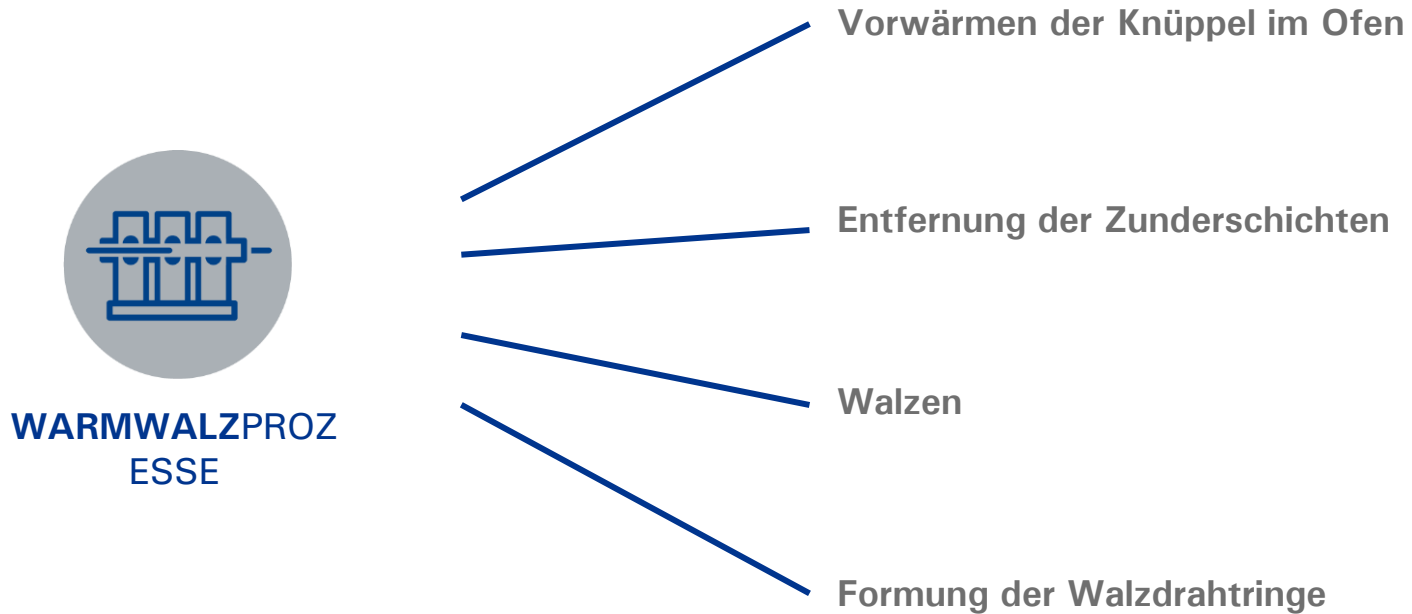 Vorwärmen der Knüppel im Ofen
Entfernung der Zunderschichten
WARMWALZPROZ
ESSE
Walzen
Formung der Walzdrahtringe